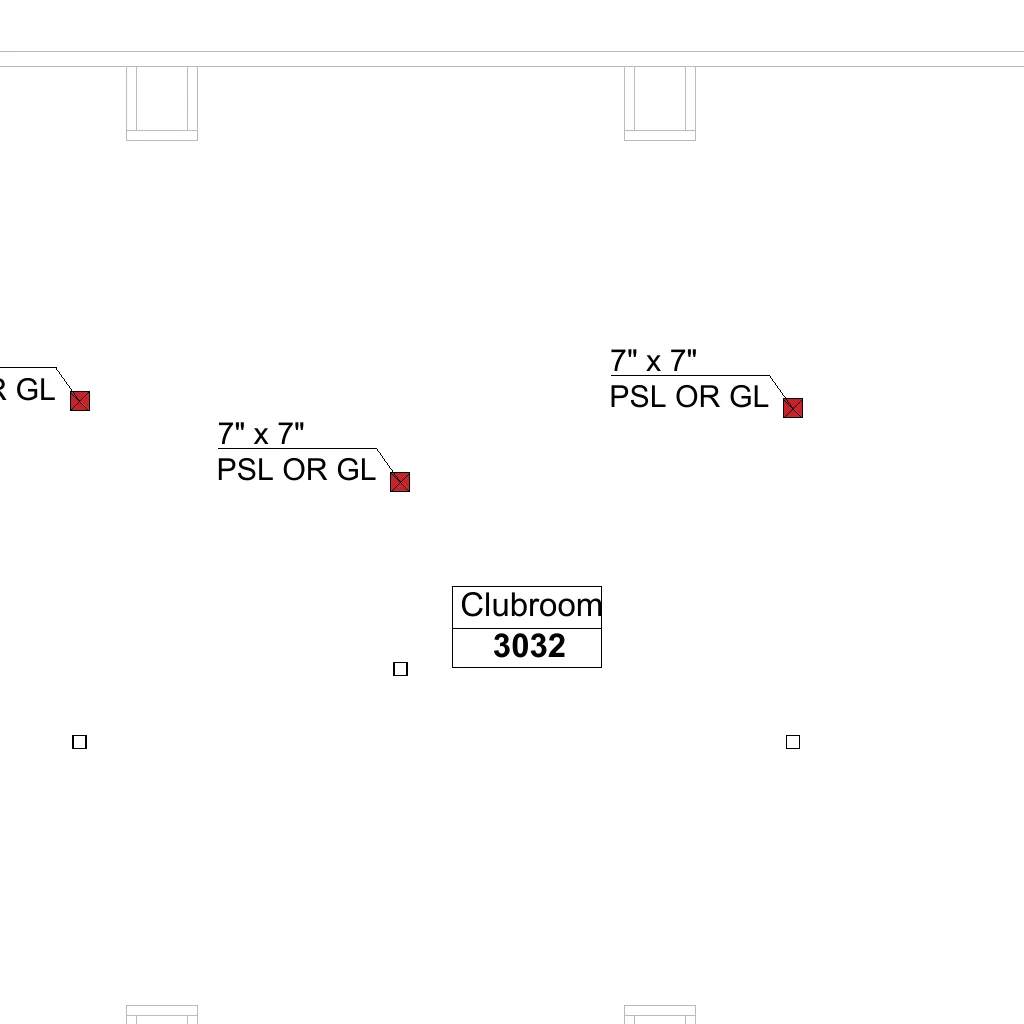 7" x 7"
PSL OR GL
GL
7" x 7"
PSL OR GL
Clubroom
3032